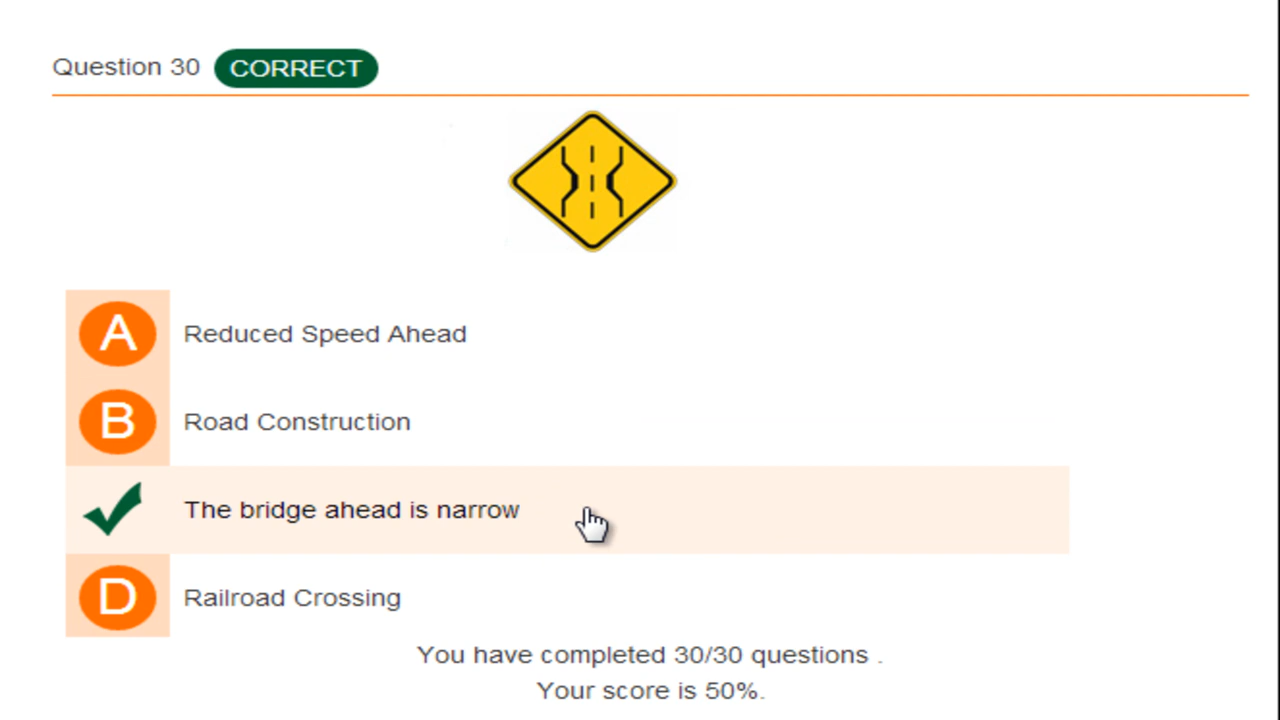 Question 30 CORRECT
A Reduced Speed Ahead
B Road Construction
The bridge ahead is narrow
D Railroad Crossing
You have completed 30/30 questions .
Your score is 50%.